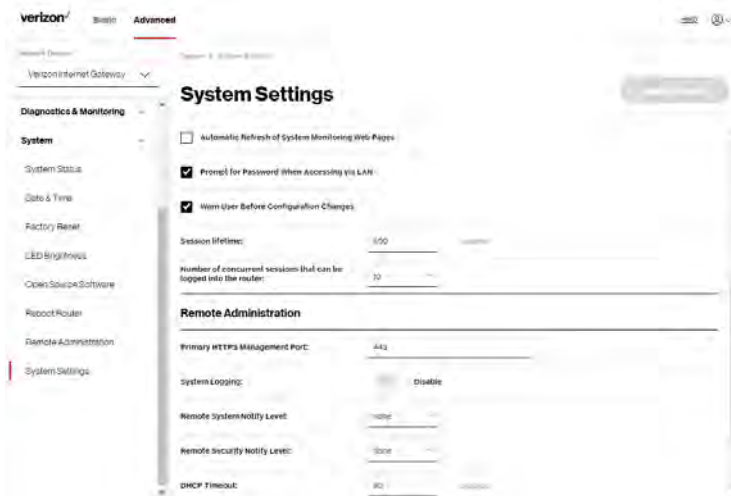 verizon
Basic
Advanced
Verizon Internet Gateway
System Settings
Diagnostics & Monitoring
System
Automatic Refresh of System Monitoring Web Pages
System Status
Prompt for Password When Accessing via LAN
Date & Time
Warn User Before Configuration Changes
Factory Reset
Session lifetime:
LED Brightness
Number of concurrent sessions that can be
logged into the router:
10
Open Source Software
Reboot Router
Remote Administration
Remote Administration
Primary HTTPS Management Port:
443
System Settings
System Logging:
Disable
Remote System Notify Level:
None
Remote Security Notify Level:
None
DHCP Timeout: